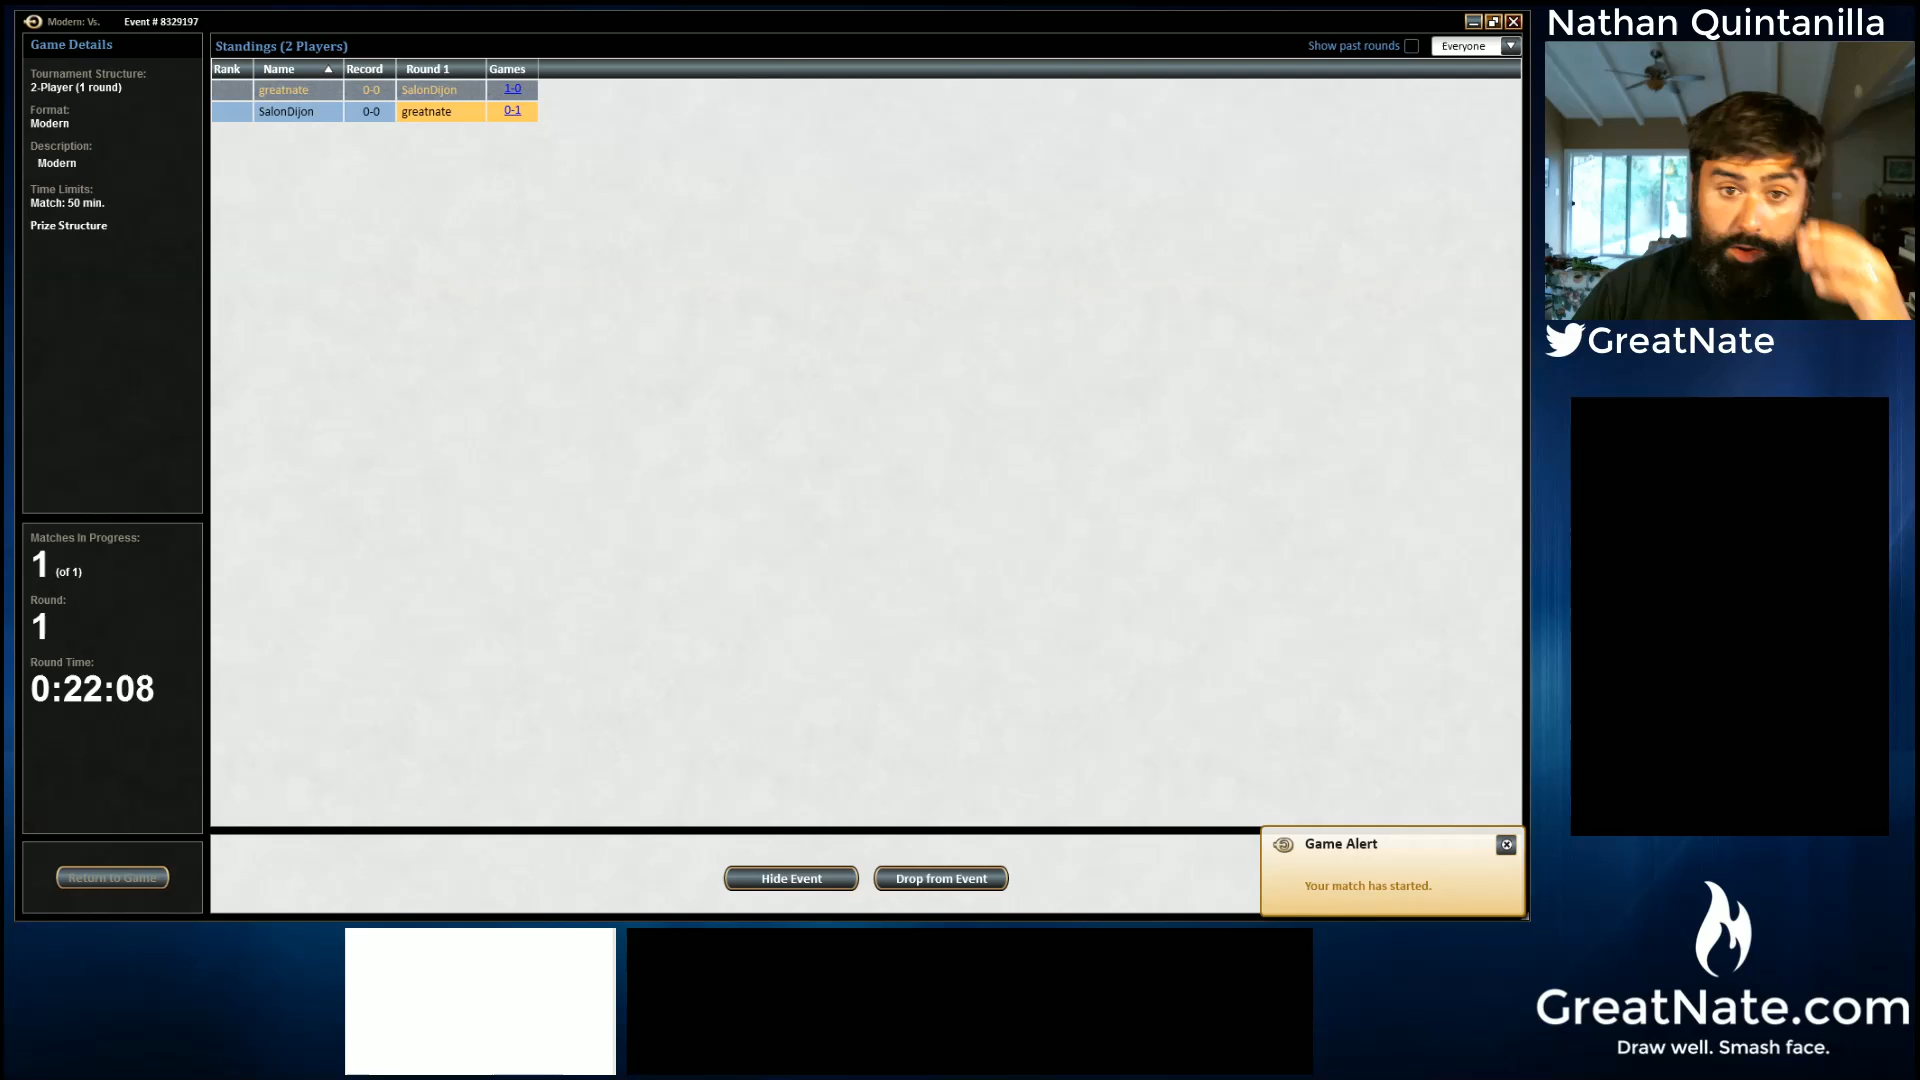 Modern: Vs. Event # 8329197
Game Details
Tournament Structure:
2-Player (1 round)
Format:
Modern
Description:
Modern
Time Limits:
Match: 50 min.
Prize Structure
Matches In Progress:
1 (of 1)
Round:
1
Round Time:
0:22:08
Return to Game
Standings (2 Players)
Show past rounds
Everyone
Rank Name Record Round 1 Games
greatnate 0-0 SalonDijon 1-0
SalonDijon 0-0 greatnate 0-1
Hide Event
Drop from Event
Game Alert
Your match has started.
Nathan Quintanilla
GreatNate
GreatNate.com
Draw well. Smash face.